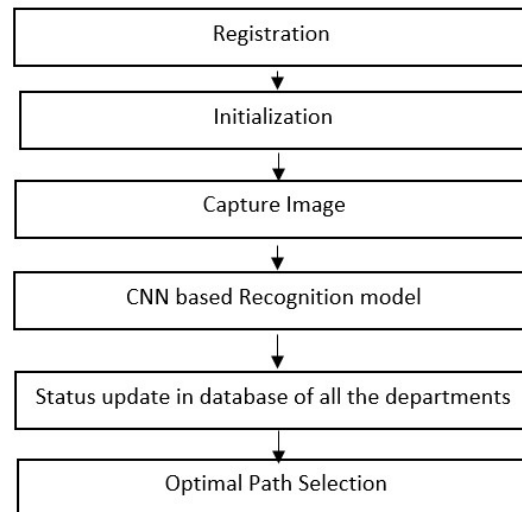 Registration
Initialization
Capture Image
CNN based Recognition model
Status update in database of all the departments
Optimal Path Selection